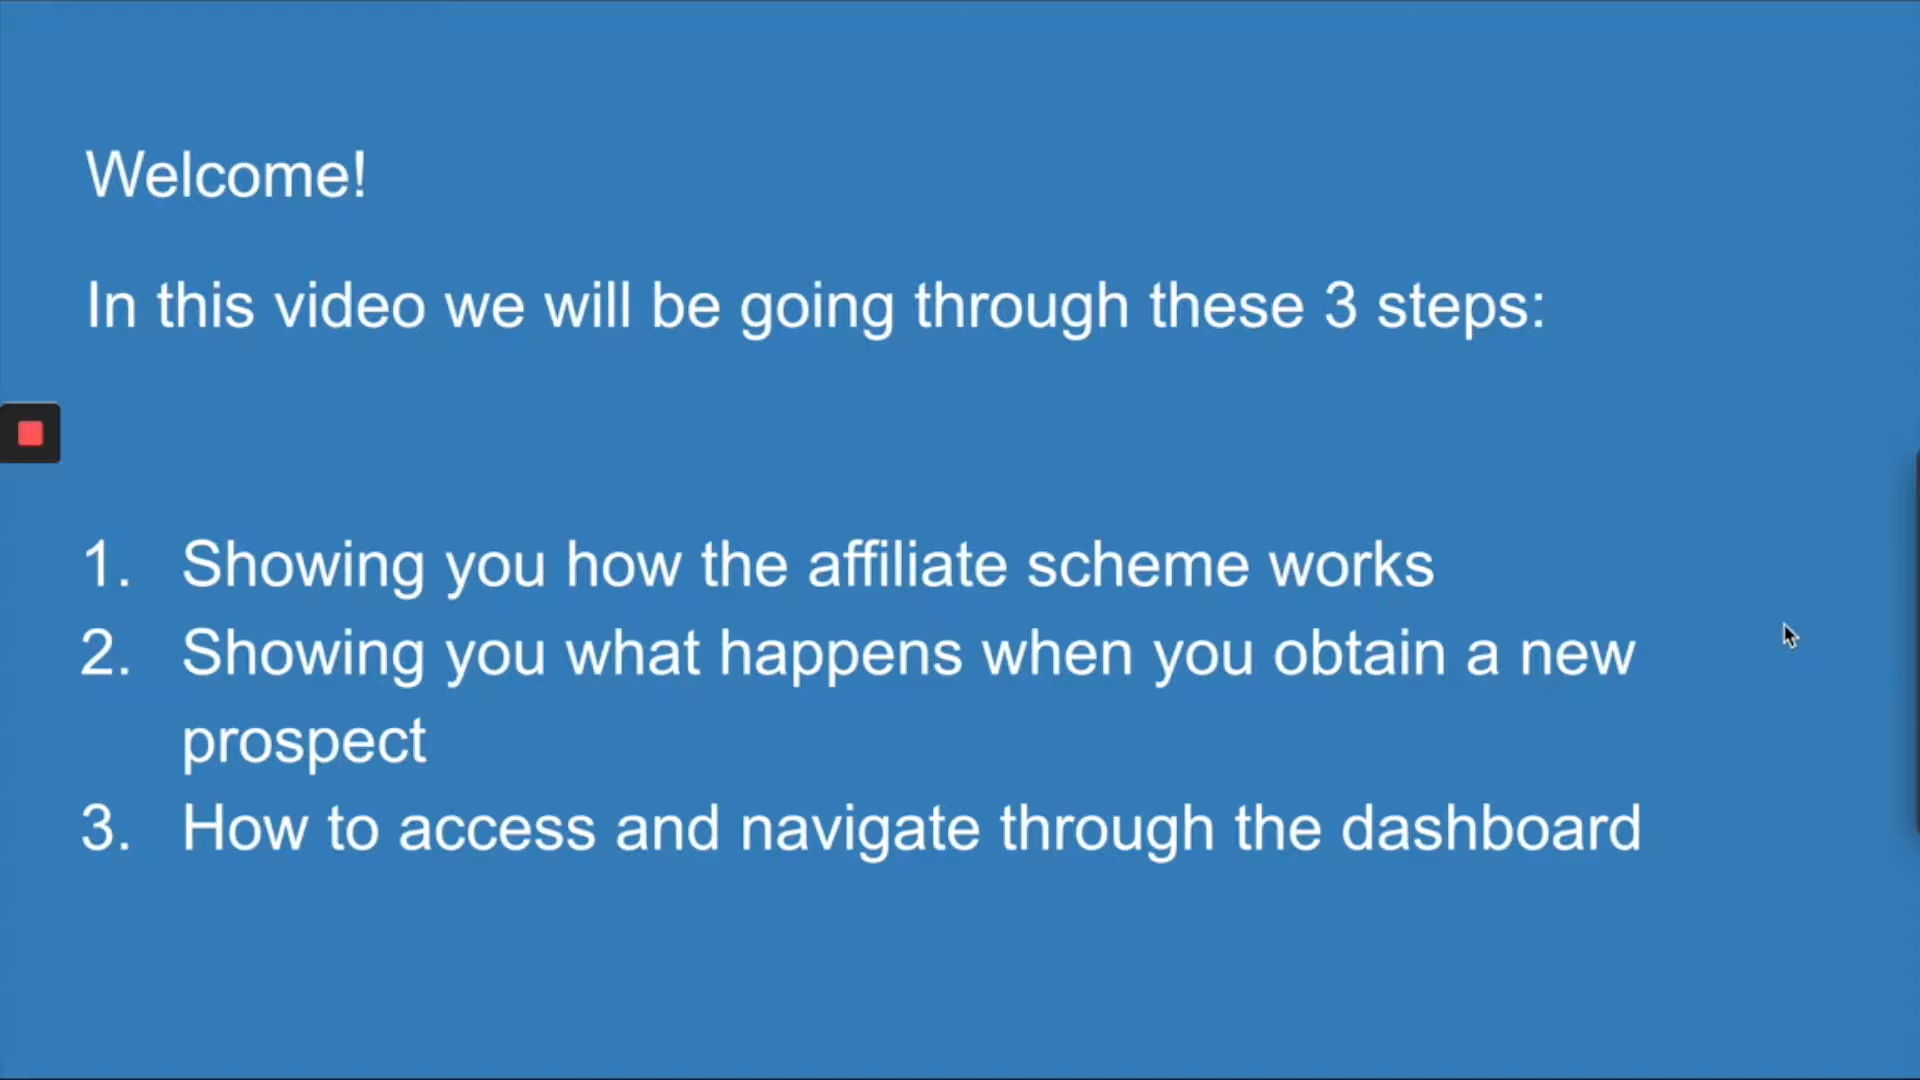 Welcome!
In this video we will be going through these 3 steps:
1. Showing you how the affiliate scheme works
2. Showing you what happens when you obtain a new
prospect
3. How to access and navigate through the dashboard